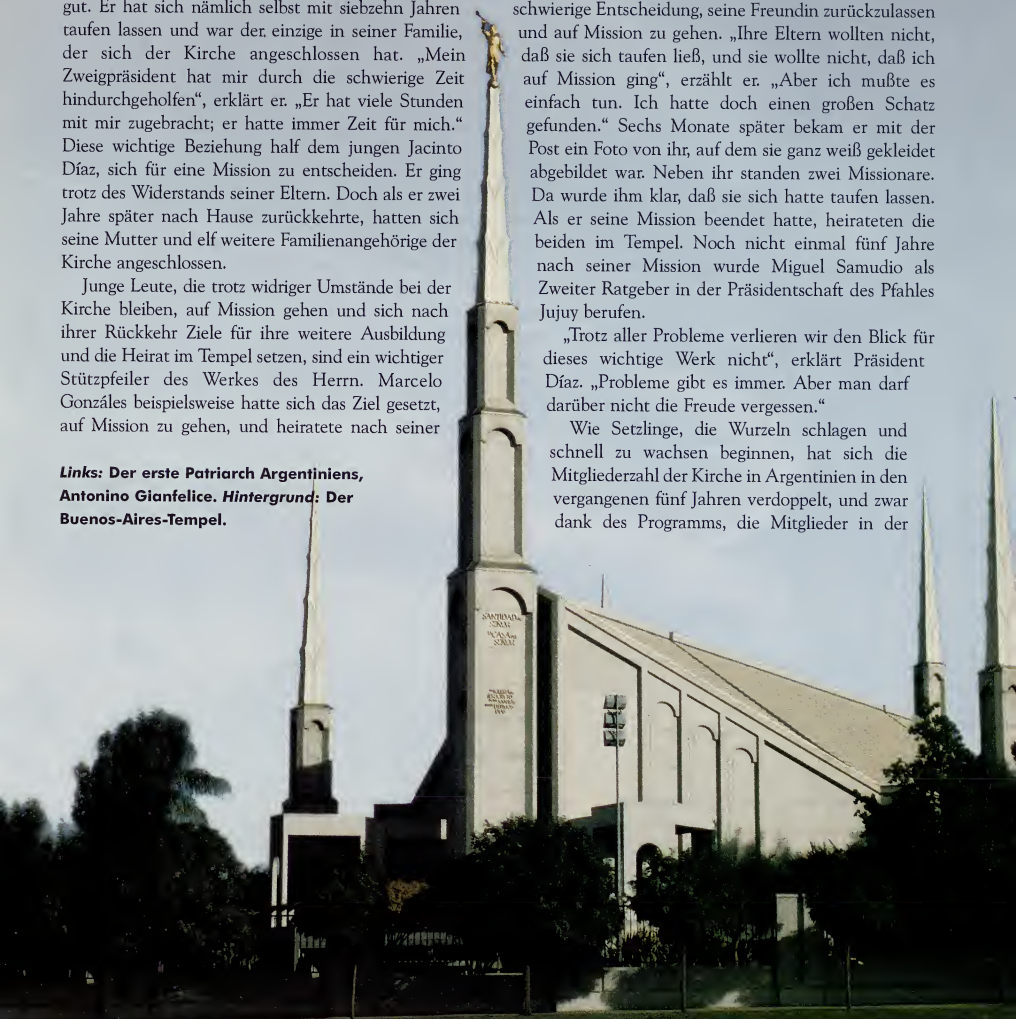 gut. Er hat sich nämlich selbst mit siebzehn Jahren
taufen lassen und war der einzige in seiner Familie,
der sich der Kirche angeschlossen hat. „Mein
Zweigpräsident hat mir durch die schwierige Zeit
hindurchgeholfen“, erklärt er. „Er hat viele Stunden
mit mir zugebracht; er hatte immer Zeit für mich.“
Diese wichtige Beziehung half dem jungen Jacinto
Díaz, sich für eine Mission zu entscheiden. Er ging
trotz des Widerstands seiner Eltern. Doch als er zwei
Jahre später nach Hause zurückkehrte, hatten sich
seine Mutter und elf weitere Familienangehörige der
Kirche angeschlossen.
Junge Leute, die trotz widriger Umstände bei der
Kirche bleiben, auf Mission gehen und sich nach
ihrer Rückkehr Ziele für ihre weitere Ausbildung
und die Heirat im Tempel setzen, sind ein wichtiger
Stützpfeiler des Werkes des Herrn. Marcelo
Gonzáles beispielsweise hatte sich das Ziel gesetzt,
auf Mission zu gehen, und heiratete nach seiner
Links: Der erste Patriarch Argentiniens,
Antonino Gianfelice. Hintergrund: Der
Buenos-Aires-Tempel.
schwierige Entscheidung, seine Freundin zurückzulassen
und auf Mission zu gehen. „Ihre Eltern wollten nicht,
daß sie sich taufen ließ, und sie wollte nicht, daß ich
auf Mission ging“, erzählt er. „Aber ich mußte es
einfach tun. Ich hatte doch einen großen Schatz
gefunden.“ Sechs Monate später bekam er mit der
Post ein Foto von ihr, auf dem sie ganz weiß gekleidet
abgebildet war. Neben ihr standen zwei Missionare.
Da wurde ihm klar, daß sie sich hatte taufen lassen.
Als er seine Mission beendet hatte, heirateten die
beiden im Tempel. Noch nicht einmal fünf Jahre
nach seiner Mission wurde Miguel Samudio als
Zweiter Ratgeber in der Präsidentschaft des Pfahles
Jujuy berufen.
„Trotz aller Probleme verlieren wir den Blick für
dieses wichtige Werk nicht“, erklärt Präsident
Díaz. „Probleme gibt es immer. Aber man darf
darüber nicht die Freude vergessen.“
Wie Setzlinge, die Wurzeln schlagen und
schnell zu wachsen beginnen, hat sich die
Mitgliederzahl der Kirche in Argentinien in den
vergangenen fünf Jahren verdoppelt, und zwar
dank des Programms, die Mitglieder in der
SANTIDAD AL
SEÑOR
LA CASA DEL
SEÑOR